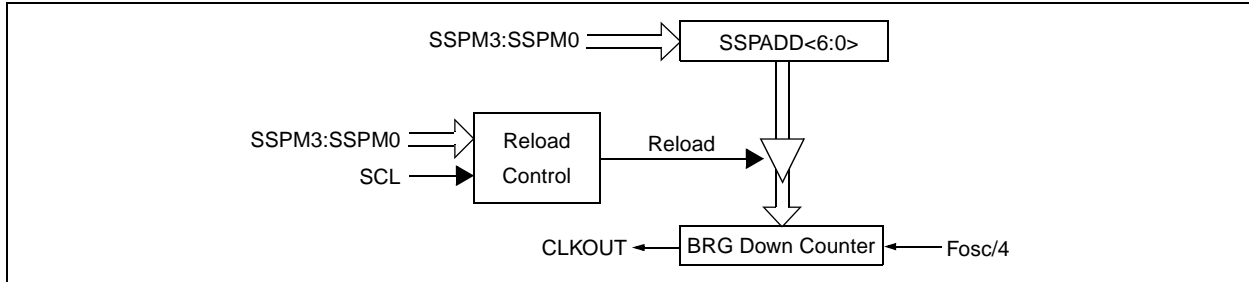 SSPM3:SSPM0
SSPADD<6:0>
SSPM3:SSPM0
SCL
Reload
Control
Reload
CLKOUT
BRG Down Counter
Fosc/4